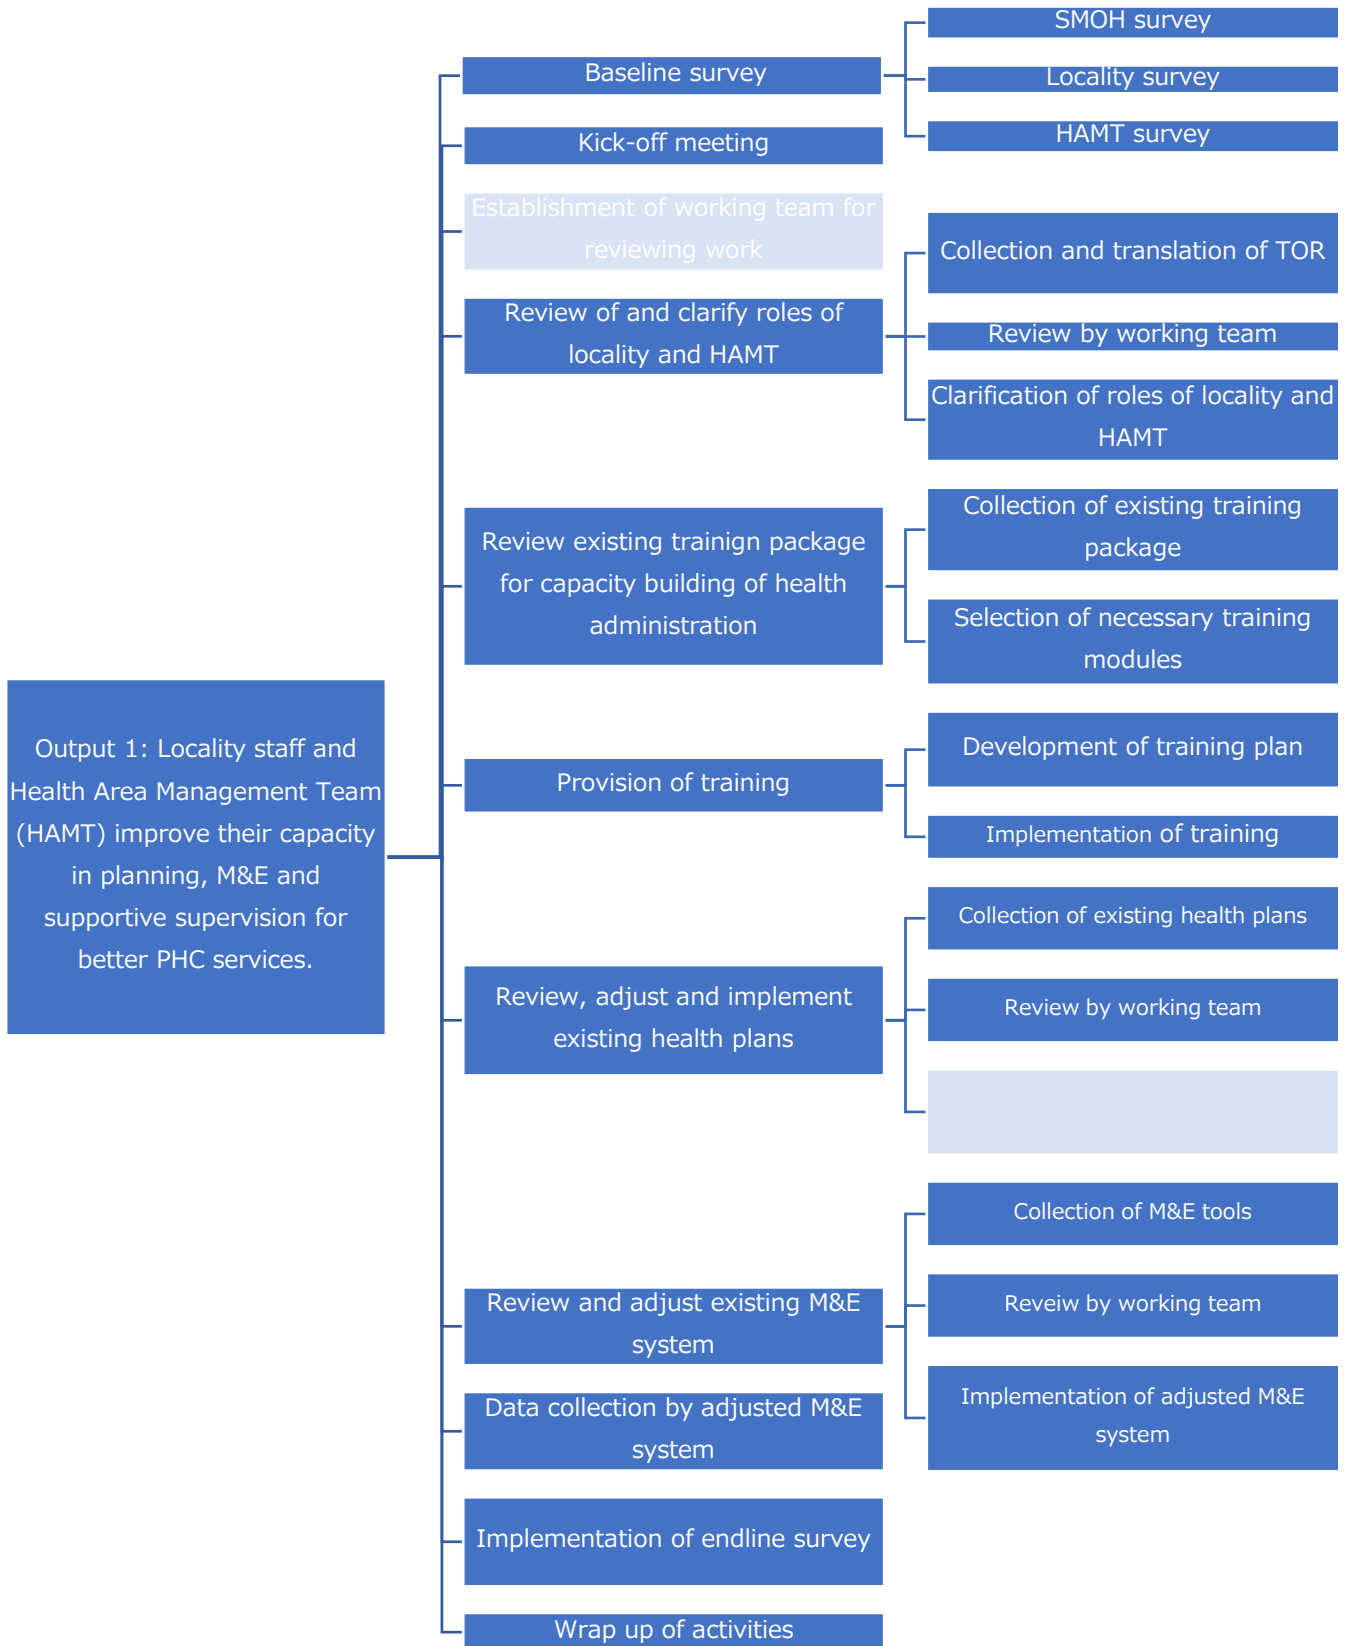 Output 1: Locality staff and
Health Area Management Team
(HAMT) improve their capacity
in planning, M&E and
supportive supervision for
better PHC services.
Baseline survey
SMOH survey
Locality survey
HAMT survey
Kick-off meeting
Establishment of working team for
reviewing work
Review of and clarify roles of
locality and HAMT
Collection and translation of TOR
Review by working team
Clarification of roles of locality and
HAMT
Review existing trainign package
for capacity building of health
administration
Collection of existing training
package
Selection of necessary training
modules
Provision of training
Development of training plan
Implementation of training
Review, adjust and implement
existing health plans
Collection of existing health plans
Review by working team
Review and adjust existing M&E
system
Collection of M&E tools
Reveiw by working team
Implementation of adjusted M&E
system
Data collection by adjusted M&E
system
Implementation of endline survey
Wrap up of activities